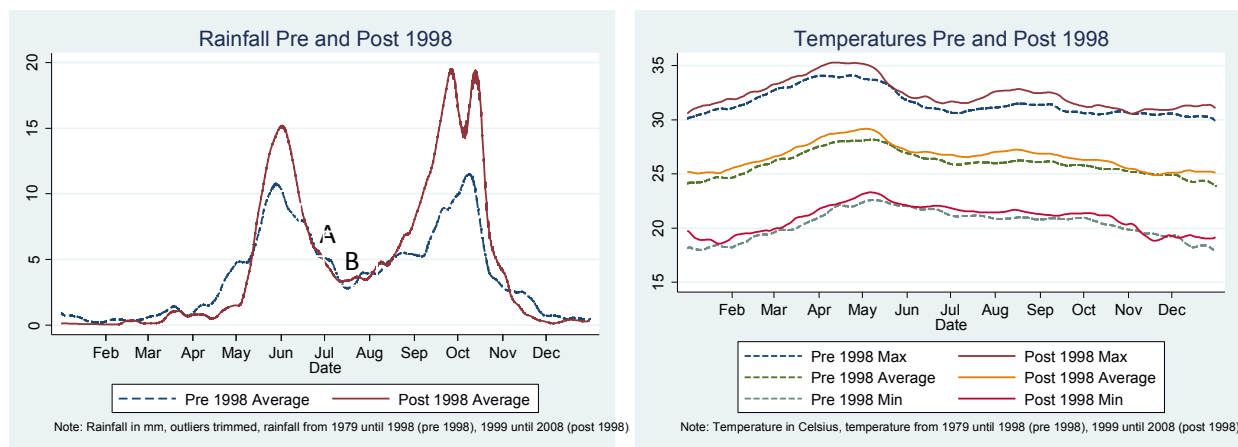 Rainfall Pre and Post 1998
20
15
10
5
0
A
B
Feb Mar Apr May Jun Jul Aug Sep Oct Nov Dec
Date
Pre 1998 Average Post 1998 Average
Note: Rainfall in mm, outliers trimmed, rainfall from 1979 until 1998 (pre 1998), 1999 until 2008 (post 1998)
Temperatures Pre and Post 1998
35
30
25
20
15
Feb Mar Apr May Jun Jul Aug Sep Oct Nov Dec
Date
Pre 1998 Max Post 1998 Max
Pre 1998 Average Post 1998 Average
Pre 1998 Min Post 1998 Min
Note: Temperature in Celsius, temperature from 1979 until 1998 (pre 1998), 1999 until 2008 (post 1998)